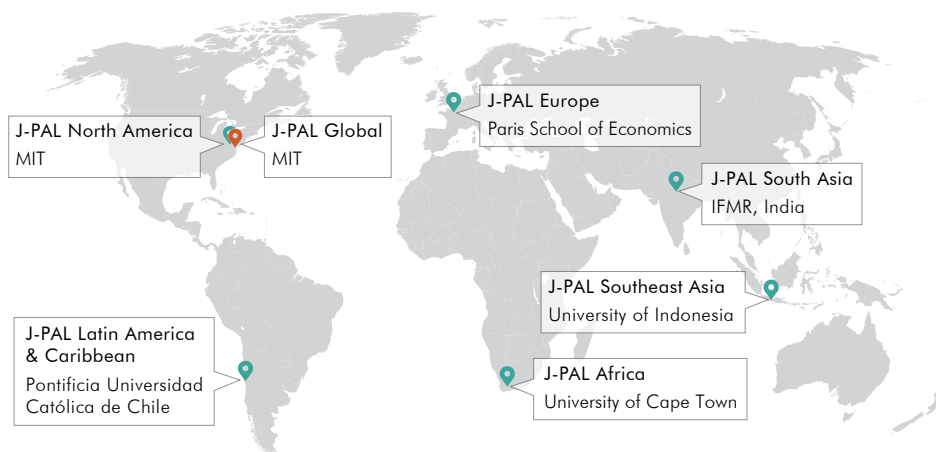 J-PAL Europe
Paris School of Economics
J-PAL North America
MIT
J-PAL Global
MIT
J-PAL South Asia
IFMR, India
J-PAL Southeast Asia
University of Indonesia
J-PAL Latin America
& Caribbean
Pontificia Universidad
Católica de Chile
J-PAL Africa
University of Cape Town